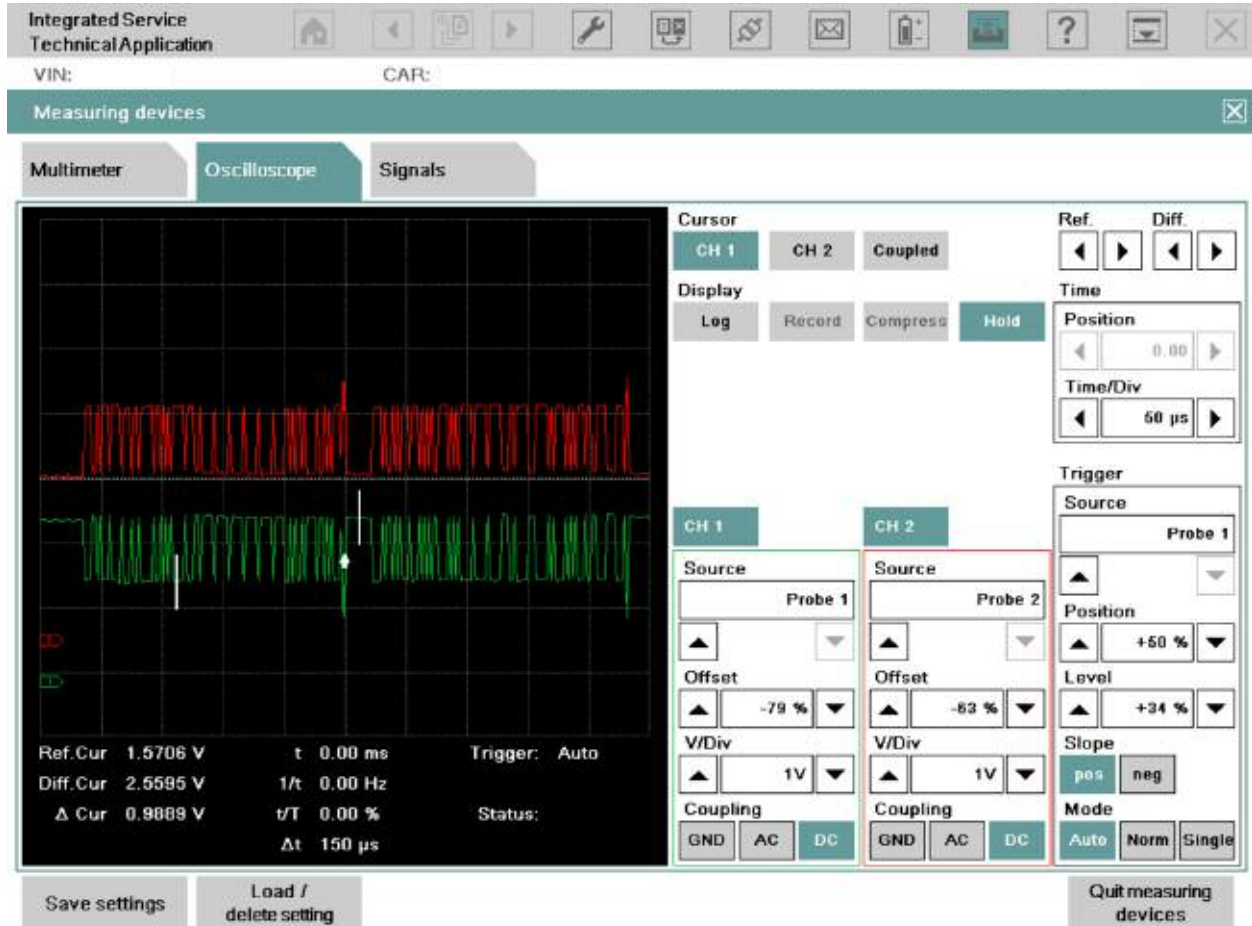 Integrated Service
Technical Application
?
VIN:
CAR:
Measuring devices
Multimeter
Oscilloscope
Signals
Cursor
CH 1
CH 2
Coupled
Ref.
Diff.
Display
Log
Record
Compress
Hold
Time
Position
0.00
Time/Div
50 µs
Trigger
Source
Probe 1
Position
+50 %
Level
+34 %
Slope
pos
neg
Mode
Auto
Norm
Single
CH 1
Source
Probe 1
Offset
-79 %
V/Div
1V
Coupling
GND
AC
DC
CH 2
Source
Probe 2
Offset
-63 %
V/Div
1V
Coupling
GND
AC
DC
Ref.Cur 1.5706 V
t 0.00 ms
Trigger: Auto
Diff.Cur 2.5595 V
1/t 0.00 Hz
Δ Cur 0.9889 V
t/T 0.00 %
Status:
Δt 150 µs
Save settings
Load /
delete setting
Quit measuring
devices